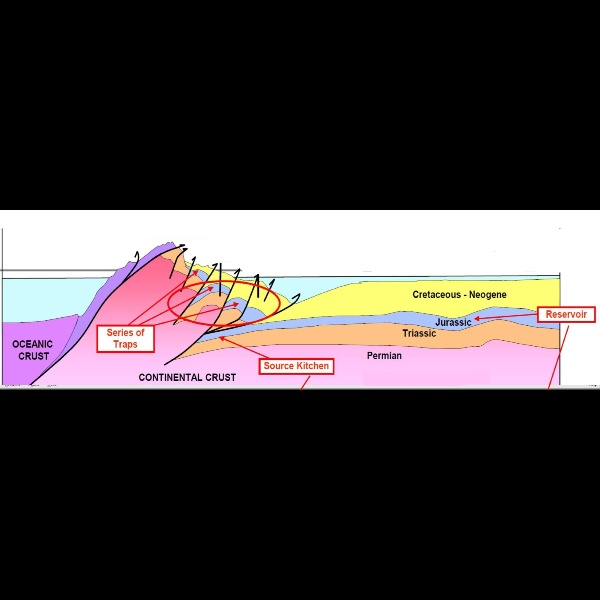 Cretaceous - Neogene
Reservoir
Jurassic
Series of
Traps
Triassic
OCEANIC
CRUST
Permian
Source Kitchen
CONTINENTAL CRUST